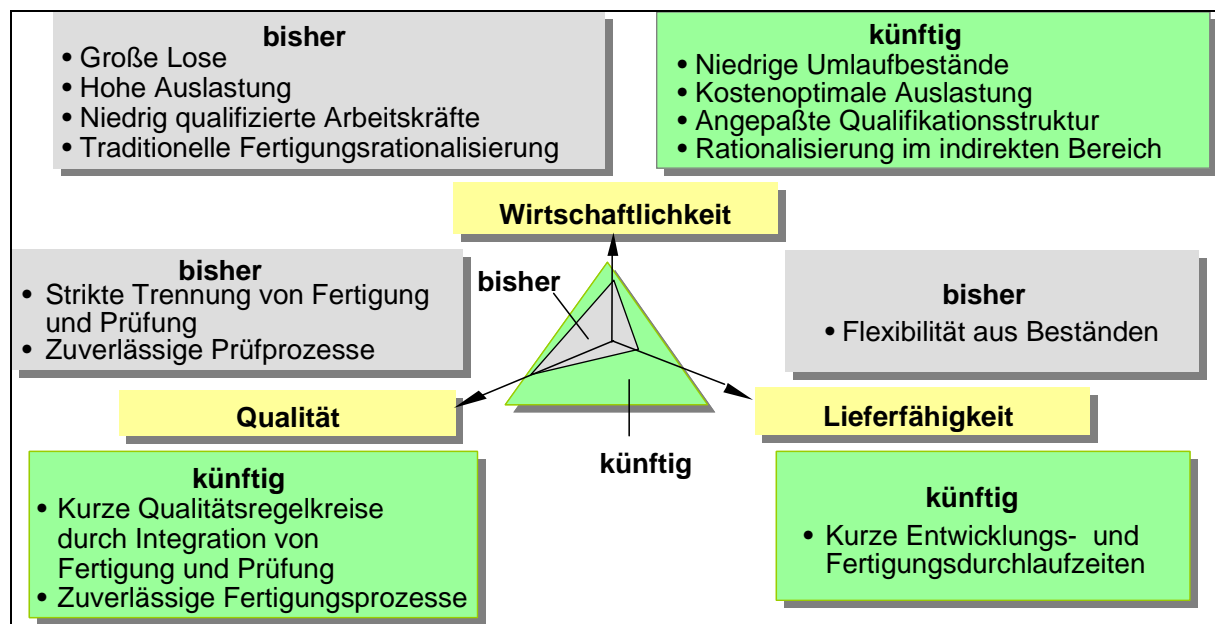 bisher
• Große Lose
• Hohe Auslastung
• Niedrig qualifizierte Arbeitskräfte
• Traditionelle Fertigungsrationalisierung
künftig
• Niedrige Umlaufbestände
• Kostenoptimale Auslastung
• Angepaßte Qualifikationsstruktur
• Rationalisierung im indirekten Bereich
Wirtschaftlichkeit
bisher
• Strikte Trennung von Fertigung
und Prüfung
• Zuverlässige Prüfprozesse
bisher
bisher
• Flexibilität aus Beständen
Qualität
Lieferfähigkeit
künftig
künftig
• Kurze Qualitätsregelkreise
durch Integration von
Fertigung und Prüfung
• Zuverlässige Fertigungsprozesse
künftig
• Kurze Entwicklungs- und
Fertigungsdurchlaufzeiten